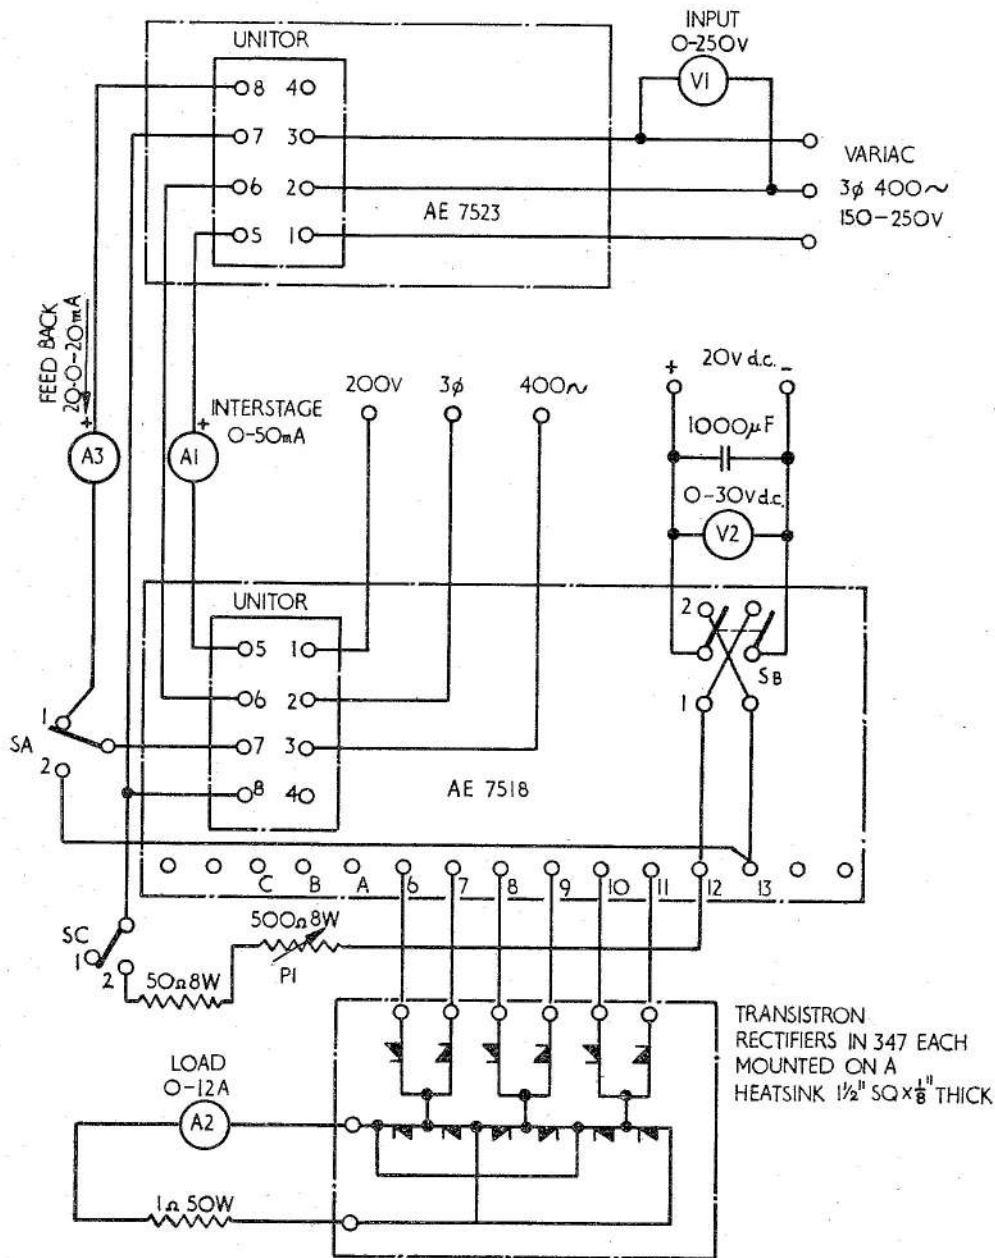 INPUT
0-250V
UNITOR
V1
8 4
7 3
6 2
5 1
VARIAC
3ϕ 400~
150-250V
AE 7523
FEED BACK
20-0-20mA
+
A3
INTERSTAGE
0-50mA
+
A1
200V 3ϕ 400~
+ 20V d.c. -
1000μF
0-30V d.c.
V2
UNITOR
5 1
6 2
7 3
8 4
2
SB
1
1
SA
2
AE 7518
C B A 6 7 8 9 10 11 12 13
SC
1
2
500Ω 8W
P1
50Ω 8W
TRANSISTRON
RECTIFIERS IN 347 EACH
MOUNTED ON A
HEATSINK 1½" SQ × ⅛" THICK
LOAD
0-12A
A2
1Ω 50W